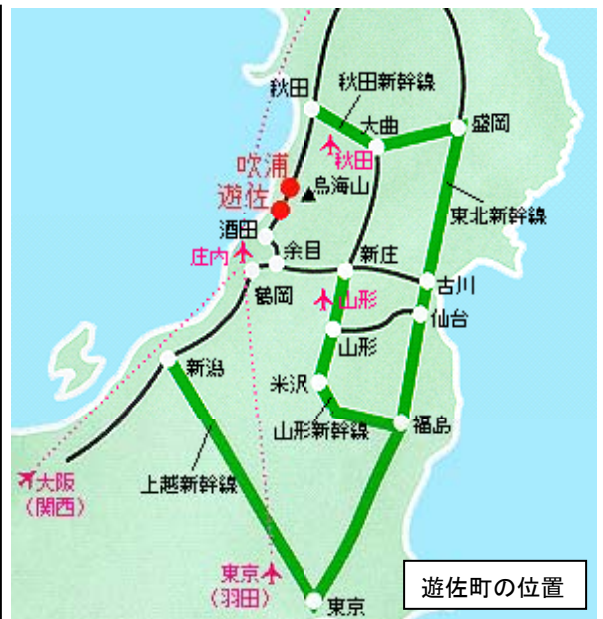 秋田新幹線
秋田
大曲
盛岡
秋田
吹浦
鳥海山
遊佐
東北新幹線
酒田
庄内
余目
新庄
古川
鶴岡
山形
仙台
山形
新潟
米沢
山形新幹線
福島
大阪
(関西)
上越新幹線
東京
(羽田)
東京
遊佐町の位置